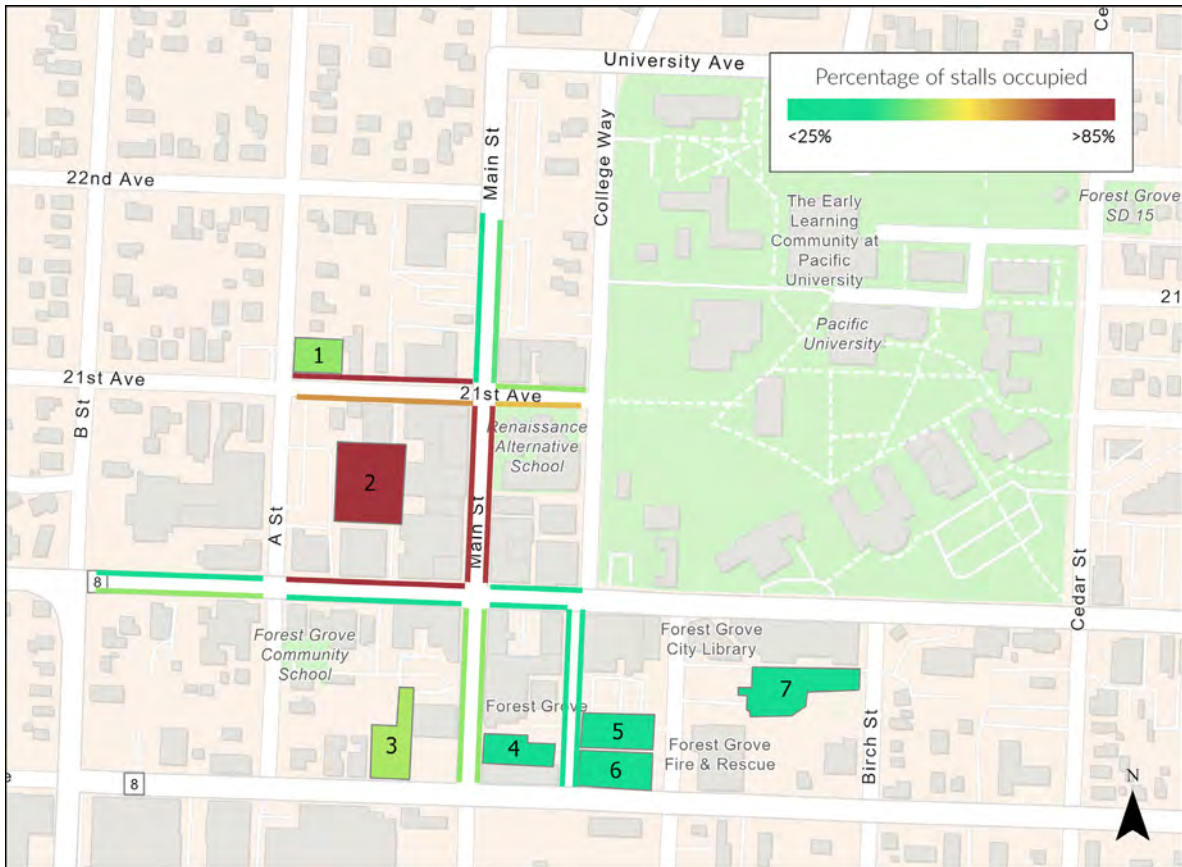 University Ave
Ce
Percentage of stalls occupied
<25%
>85%
Main St
College Way
22nd Ave
The Early
Learning
Community at
Pacific
University
Forest Grove
SD 15
21
Pacific
University
1
21st Ave
21st Ave
B St
Renaissance
Alternative
School
2
A St
Main St
8
Cedar St
Forest Grove
Community
School
Forest Grove
City Library
7
Forest Grove
3
4
5
6
Forest Grove
Fire & Rescue
Birch St
e
8
N